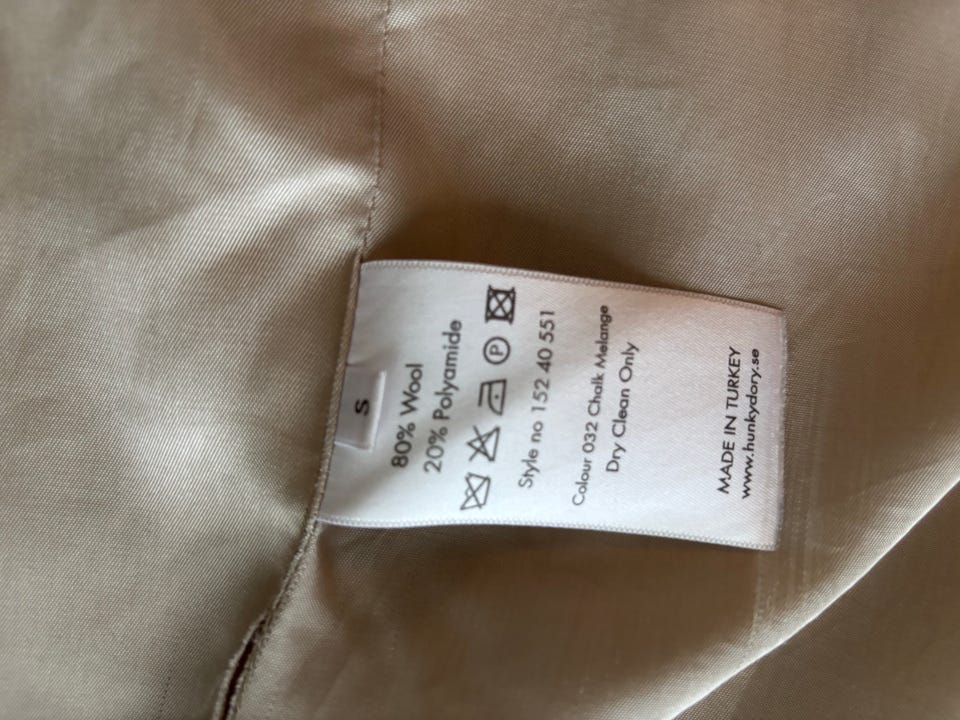 S
80% Wool
20% Polyamide
P
Style no 152 40 551
Colour 032 Chalk Melange
Dry Clean Only
MADE IN TURKEY
www.hunkydory.se